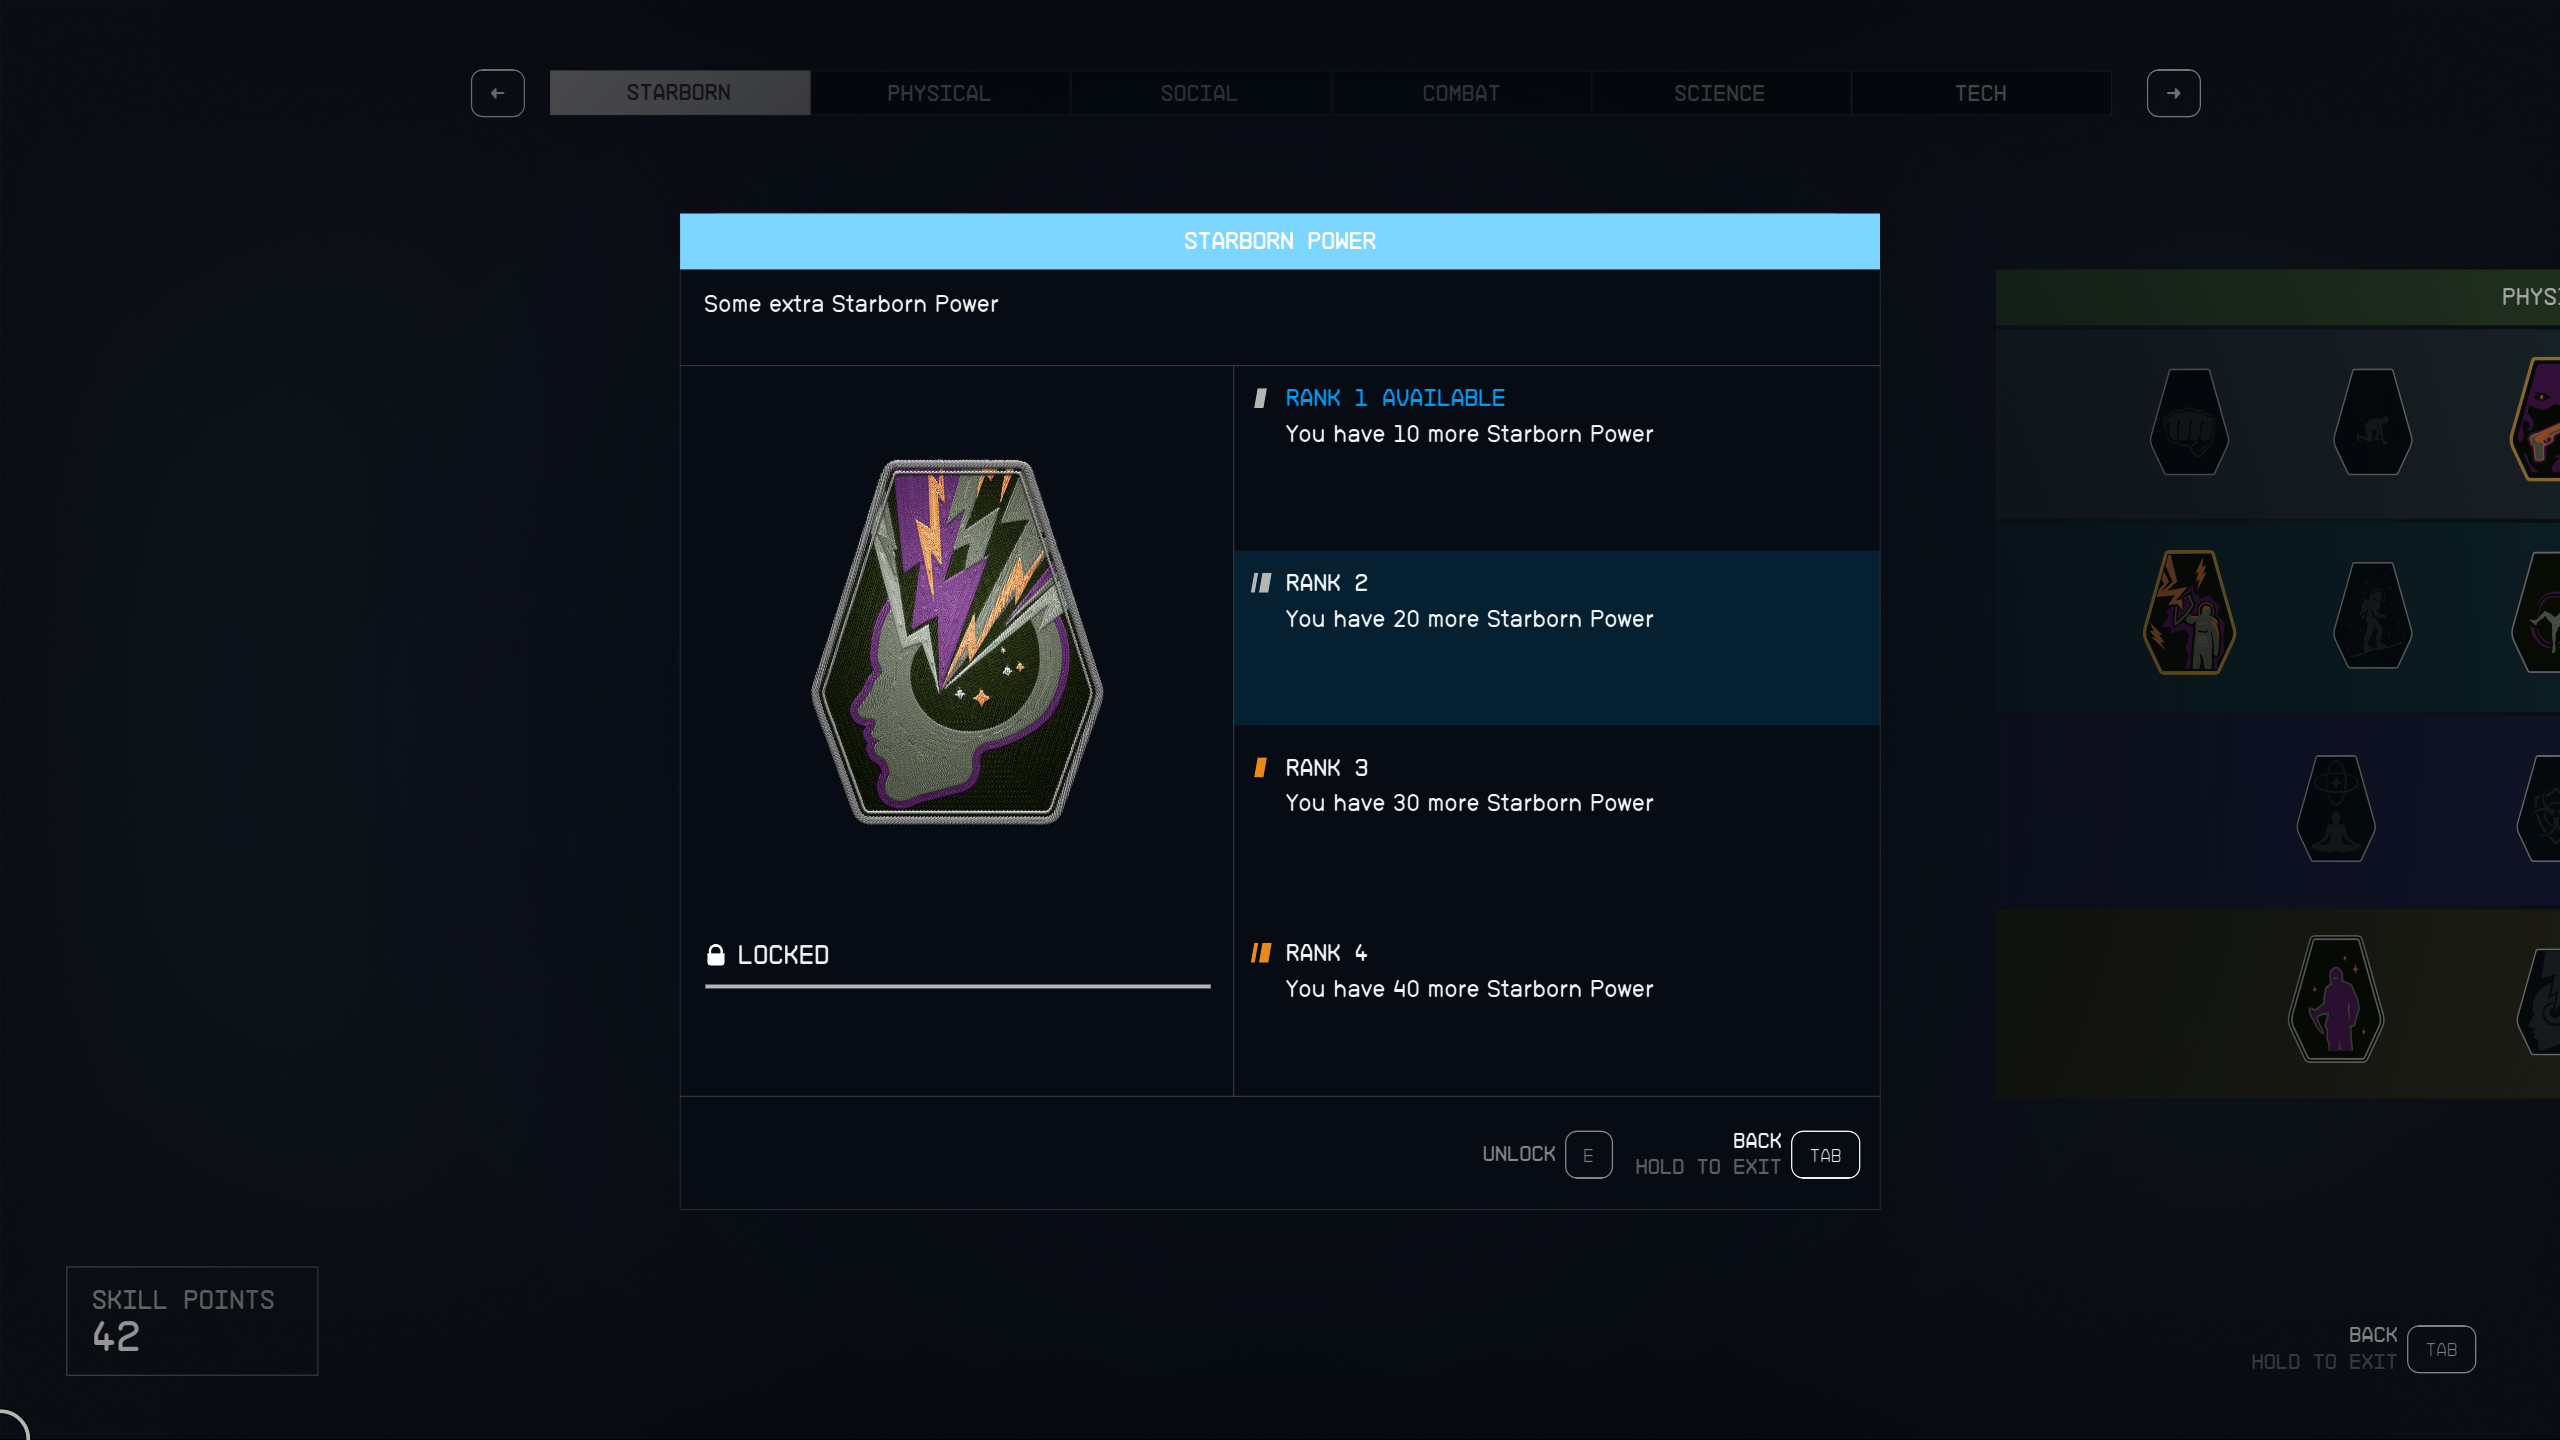 STARBORN
PHYSICAL
SOCIAL
COMBAT
SCIENCE
TECH
STARBORN POWER
Some extra Starborn Power
RANK 1 AVAILABLE
You have 10 more Starborn Power
RANK 2
You have 20 more Starborn Power
RANK 3
You have 30 more Starborn Power
RANK 4
You have 40 more Starborn Power
LOCKED
UNLOCK E
BACK
HOLD TO EXIT TAB
PHYSI
SKILL POINTS
42
BACK
HOLD TO EXIT TAB